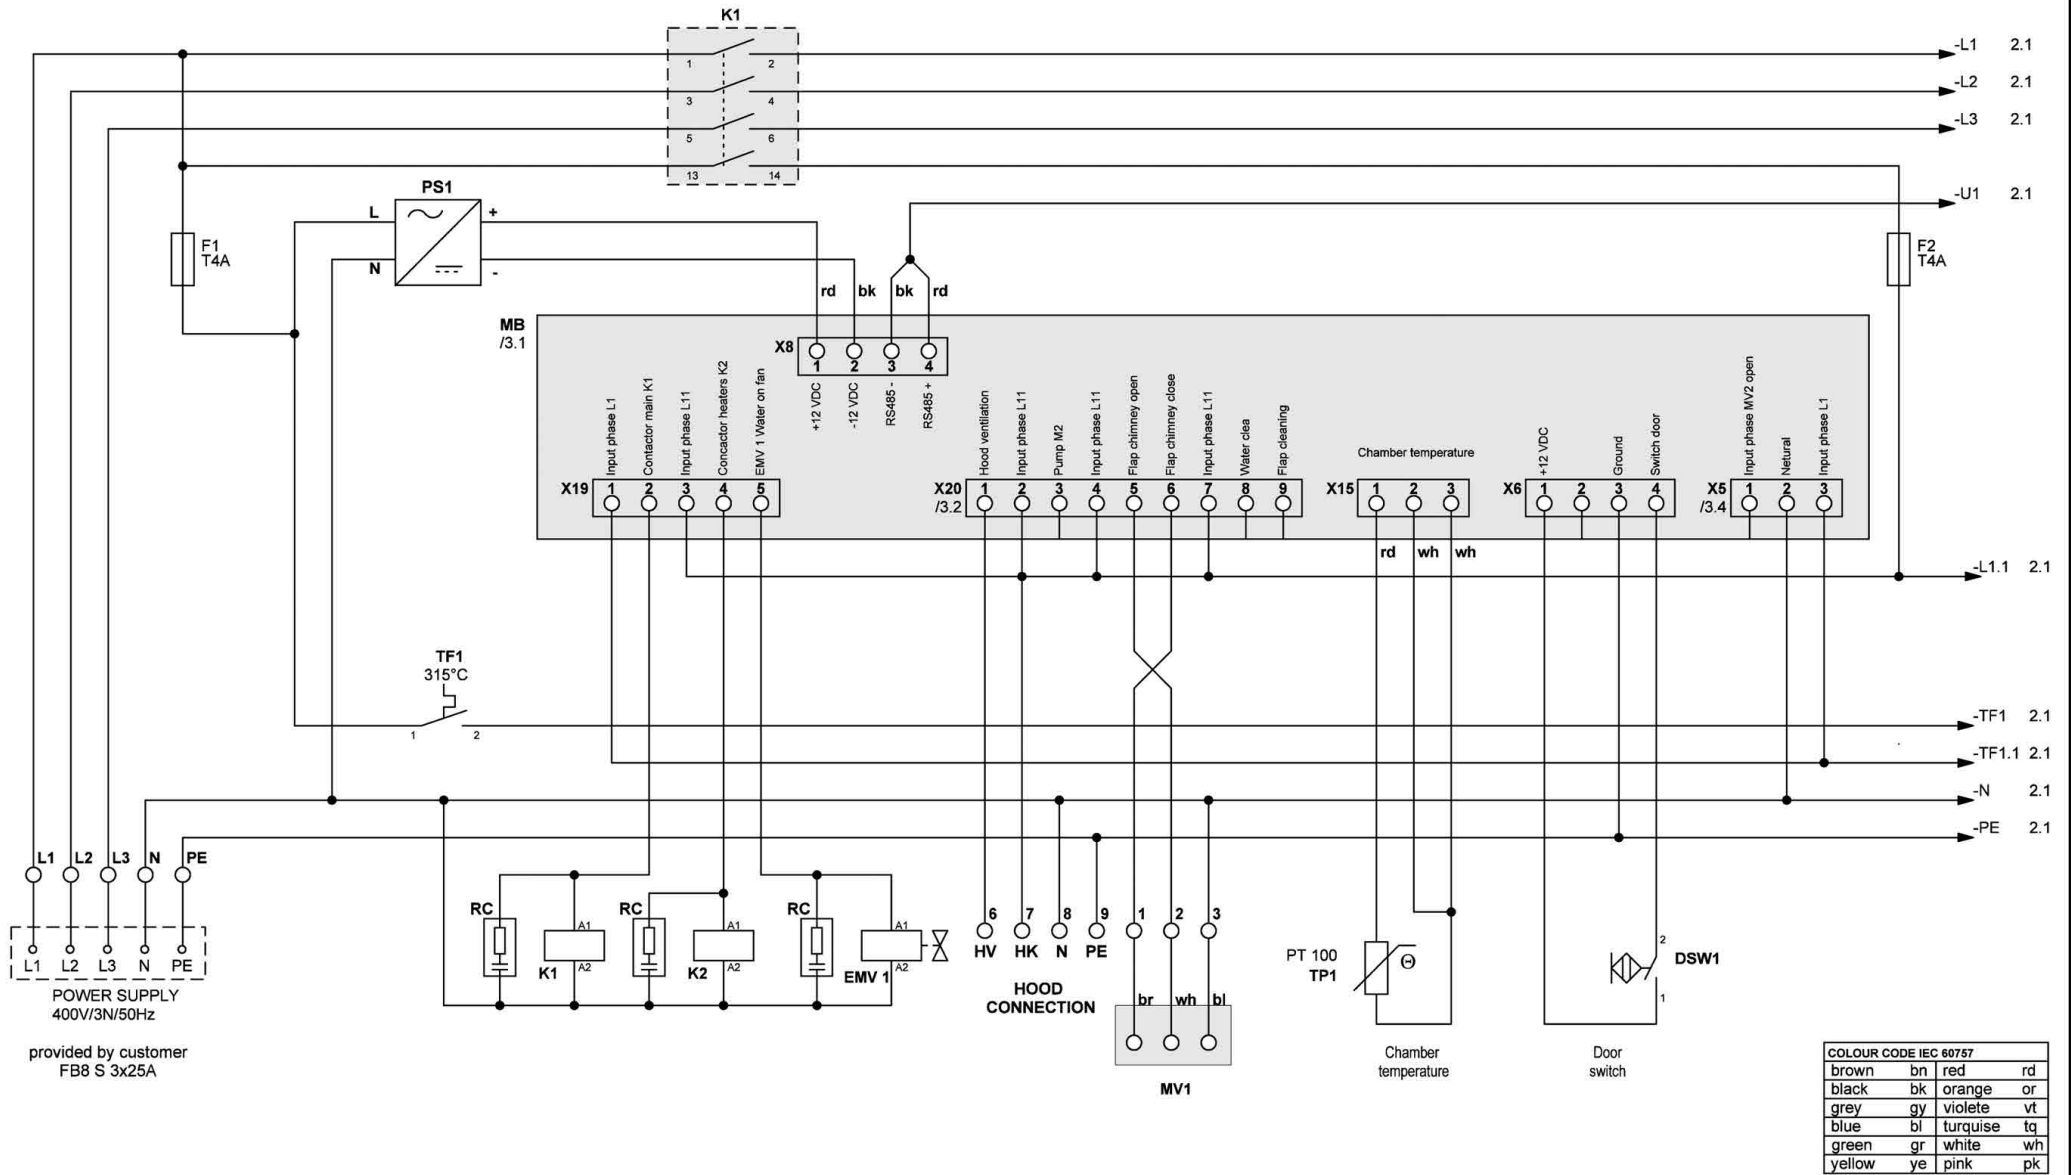 K1
1 2
3 4
5 6
13 14
-L1 2.1
-L2 2.1
-L3 2.1
-U1 2.1
PS1
L
N
+
-
F1
T4A
F2
T4A
rd bk bk rd
MB
/3.1
X8
1 2 3 4
+12 VDC
-12 VDC
RS485 -
RS485 +
X19
1 2 3 4 5
Input phase L1
Contactor main K1
Input phase L11
Concactor heaters K2
EMV 1 Water on fan
X20
/3.2
1 2 3 4 5 6 7 8 9
Hood ventilation
Input phase L11
Pump M2
Input phase L11
Flap chimney open
Flap chimney close
Input phase L11
Water clea
Flap cleaning
Chamber temperature
X15
1 2 3
X6
1 2 3 4
+12 VDC
Ground
Switch door
X5
/3.4
1 2 3
Input phase MV2 open
Netural
Input phase L1
rd wh wh
-L1.1 2.1
TF1
315°C
1 2
-TF1 2.1
-TF1.1 2.1
-N 2.1
-PE 2.1
L1 L2 L3 N PE
L1 L2 L3 N PE
POWER SUPPLY
400V/3N/50Hz
provided by customer
FB8 S 3x25A
RC
A1
K1
A2
RC
A1
K2
A2
RC
A1
EMV 1
A2
6 7 8 9
HV HK N PE
HOOD
CONNECTION
1 2 3
br wh bl
MV1
PT 100
TP1
Θ
Chamber
temperature
2
DSW1
1
Door
switch
COLOUR CODE IEC 60757
brown bn red rd
black bk orange or
grey gy violete vt
blue bl turquise tq
green gr white wh
yellow ye pink pk